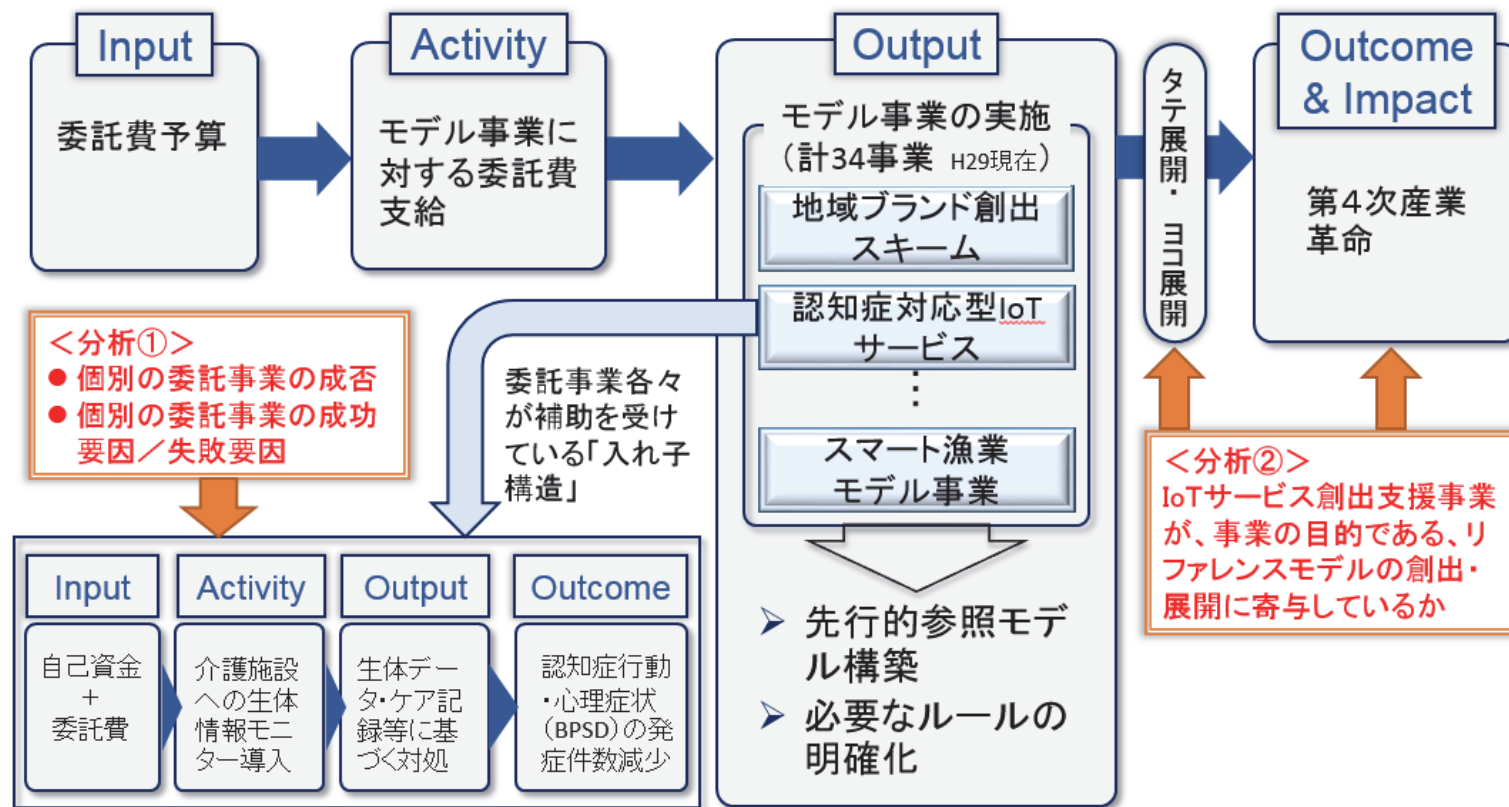 Input
委託費予算
Activity
モデル事業に
対する委託費
支給
Output
モデル事業の実施
（計34事業 H29現在）
地域ブランド創出
スキーム
認知症対応型IoT
サービス
⋮
スマート漁業
モデル事業
➢ 先行的参照モデ
ル構築
➢ 必要なルールの
明確化
タテ展開・ヨコ展開
Outcome
& Impact
第４次産業
革命
＜分析①＞
● 個別の委託事業の成否
● 個別の委託事業の成功
要因／失敗要因
委託事業各々
が補助を受け
ている「入れ子
構造」
＜分析②＞
IoTサービス創出支援事業
が、事業の目的である、リ
ファレンスモデルの創出・
展開に寄与しているか
Input
自己資金
＋
委託費
Activity
介護施設
への生体
情報モニ
ター導入
Output
生体デー
タ・ケア記
録等に基
づく対処
Outcome
認知症行動
・心理症状
（BPSD）の発
症件数減少